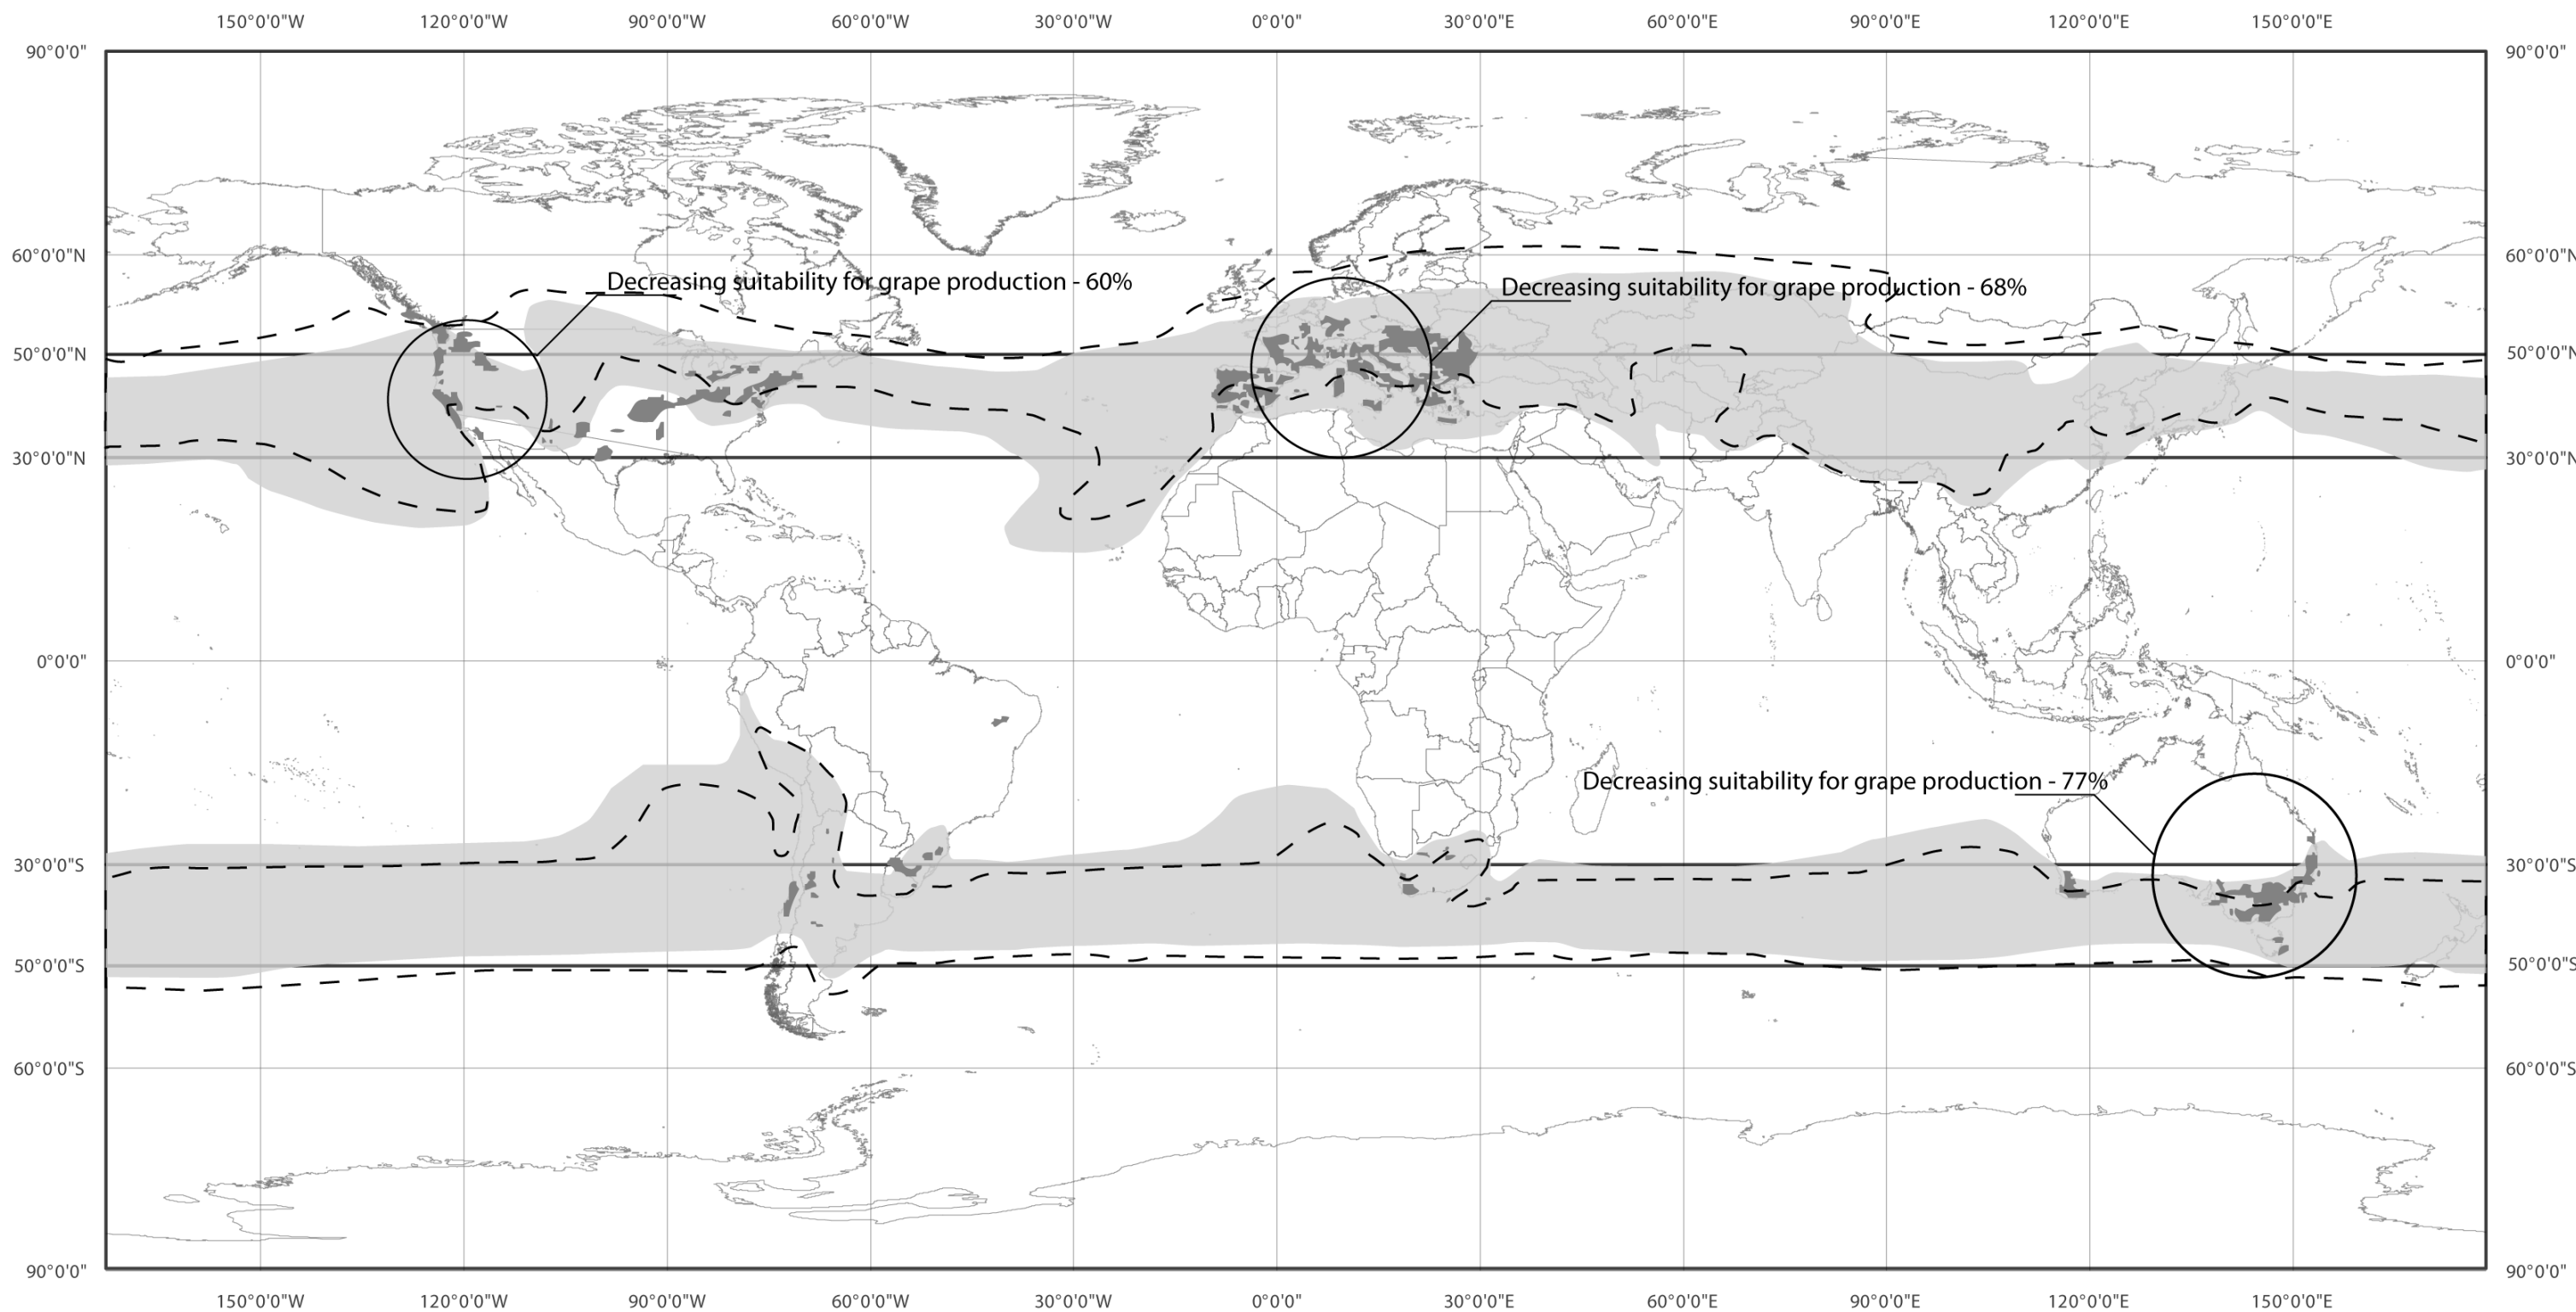 150°0'0"W 120°0'0"W 90°0'0"W 60°0'0"W 30°0'0"W 0°0'0" 30°0'0"E 60°0'0"E 90°0'0"E 120°0'0"E 150°0'0"E
90°0'0" 90°0'0"
60°0'0"N 60°0'0"N
Decreasing suitability for grape production - 60%
Decreasing suitability for grape production - 68%
50°0'0"N 50°0'0"N
30°0'0"N 30°0'0"N
0°0'0" 0°0'0"
Decreasing suitability for grape production - 77%
30°0'0"S 30°0'0"S
50°0'0"S 50°0'0"S
60°0'0"S 60°0'0"S
90°0'0" 90°0'0"
150°0'0"W 120°0'0"W 90°0'0"W 60°0'0"W 30°0'0"W 0°0'0" 30°0'0"E 60°0'0"E 90°0'0"E 120°0'0"E 150°0'0"E